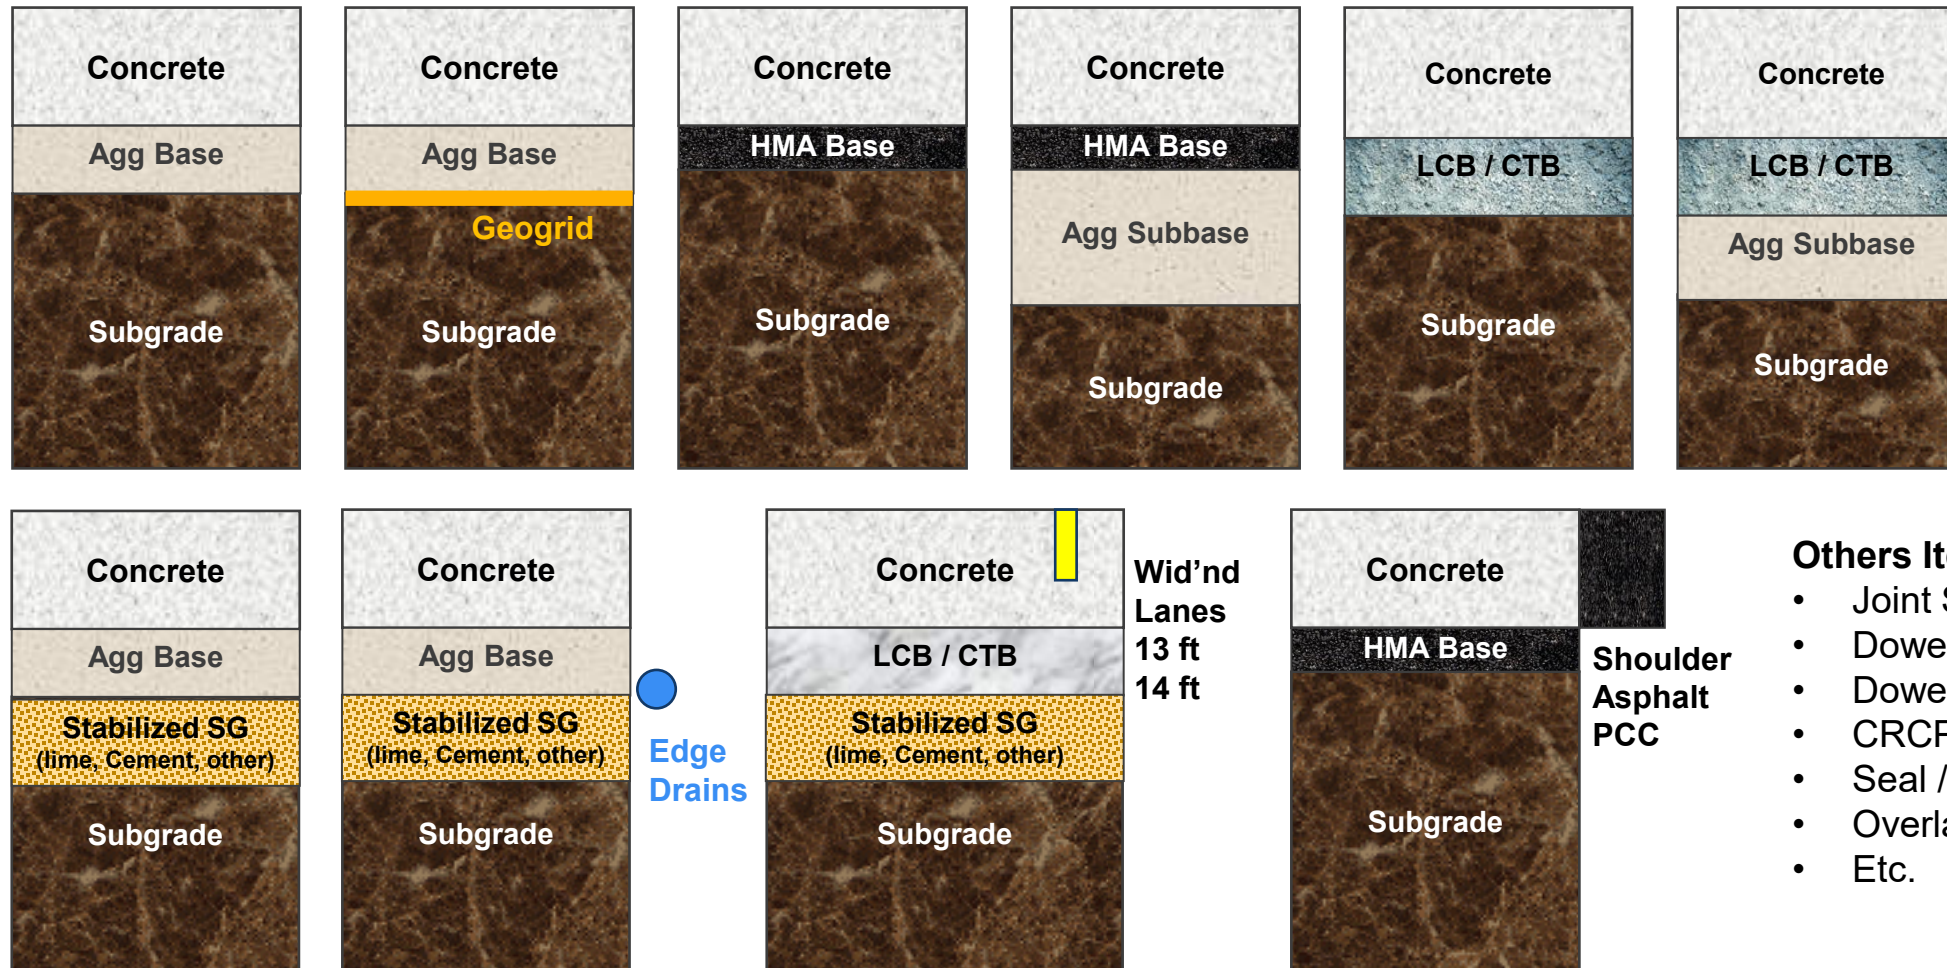 Concrete
Agg Base
Subgrade
Concrete
Agg Base
Geogrid
Subgrade
Concrete
HMA Base
Subgrade
Concrete
HMA Base
Agg Subbase
Subgrade
Concrete
LCB / CTB
Subgrade
Concrete
LCB / CTB
Agg Subbase
Subgrade
Concrete
Agg Base
Stabilized SG
(lime, Cement, other)
Subgrade
Concrete
Agg Base
Stabilized SG
(lime, Cement, other)
Subgrade
Edge
Drains
Concrete
LCB / CTB
Stabilized SG
(lime, Cement, other)
Subgrade
Wid’nd
Lanes
13 ft
14 ft
Concrete
HMA Base
Subgrade
Shoulder
Asphalt
PCC
Others
• Joint
•
•
•
• Seal /
•
• Etc.